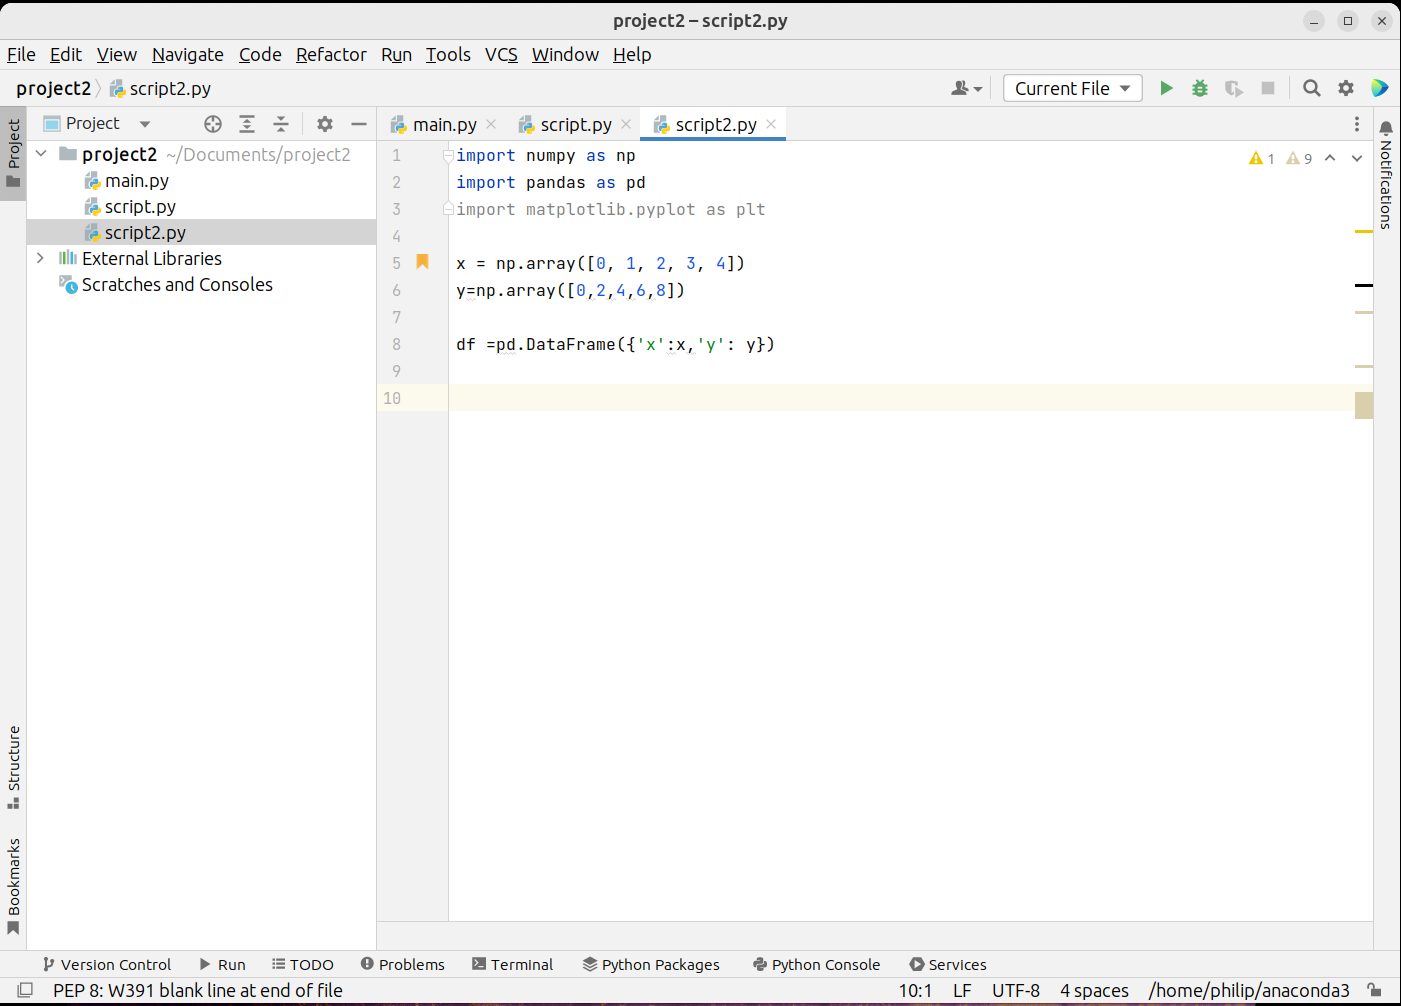 project2 – script2.py
File Edit View Navigate Code Refactor Run Tools VCS Window Help
project2 script2.py Current File
Project
Project
main.py script.py script2.py
project2 ~/Documents/project2
main.py
script.py
script2.py
External Libraries
Scratches and Consoles
1 import numpy as np
2 import pandas as pd
3 import matplotlib.pyplot as plt
4
5 x = np.array([0, 1, 2, 3, 4])
6 y=np.array([0,2,4,6,8])
7
8 df =pd.DataFrame({'x':x,'y': y})
9
10
1 9
Notifications
Structure
Bookmarks
Version Control Run TODO Problems Terminal Python Packages Python Console Services
PEP 8: W391 blank line at end of file 10:1 LF UTF-8 4 spaces /home/philip/anaconda3